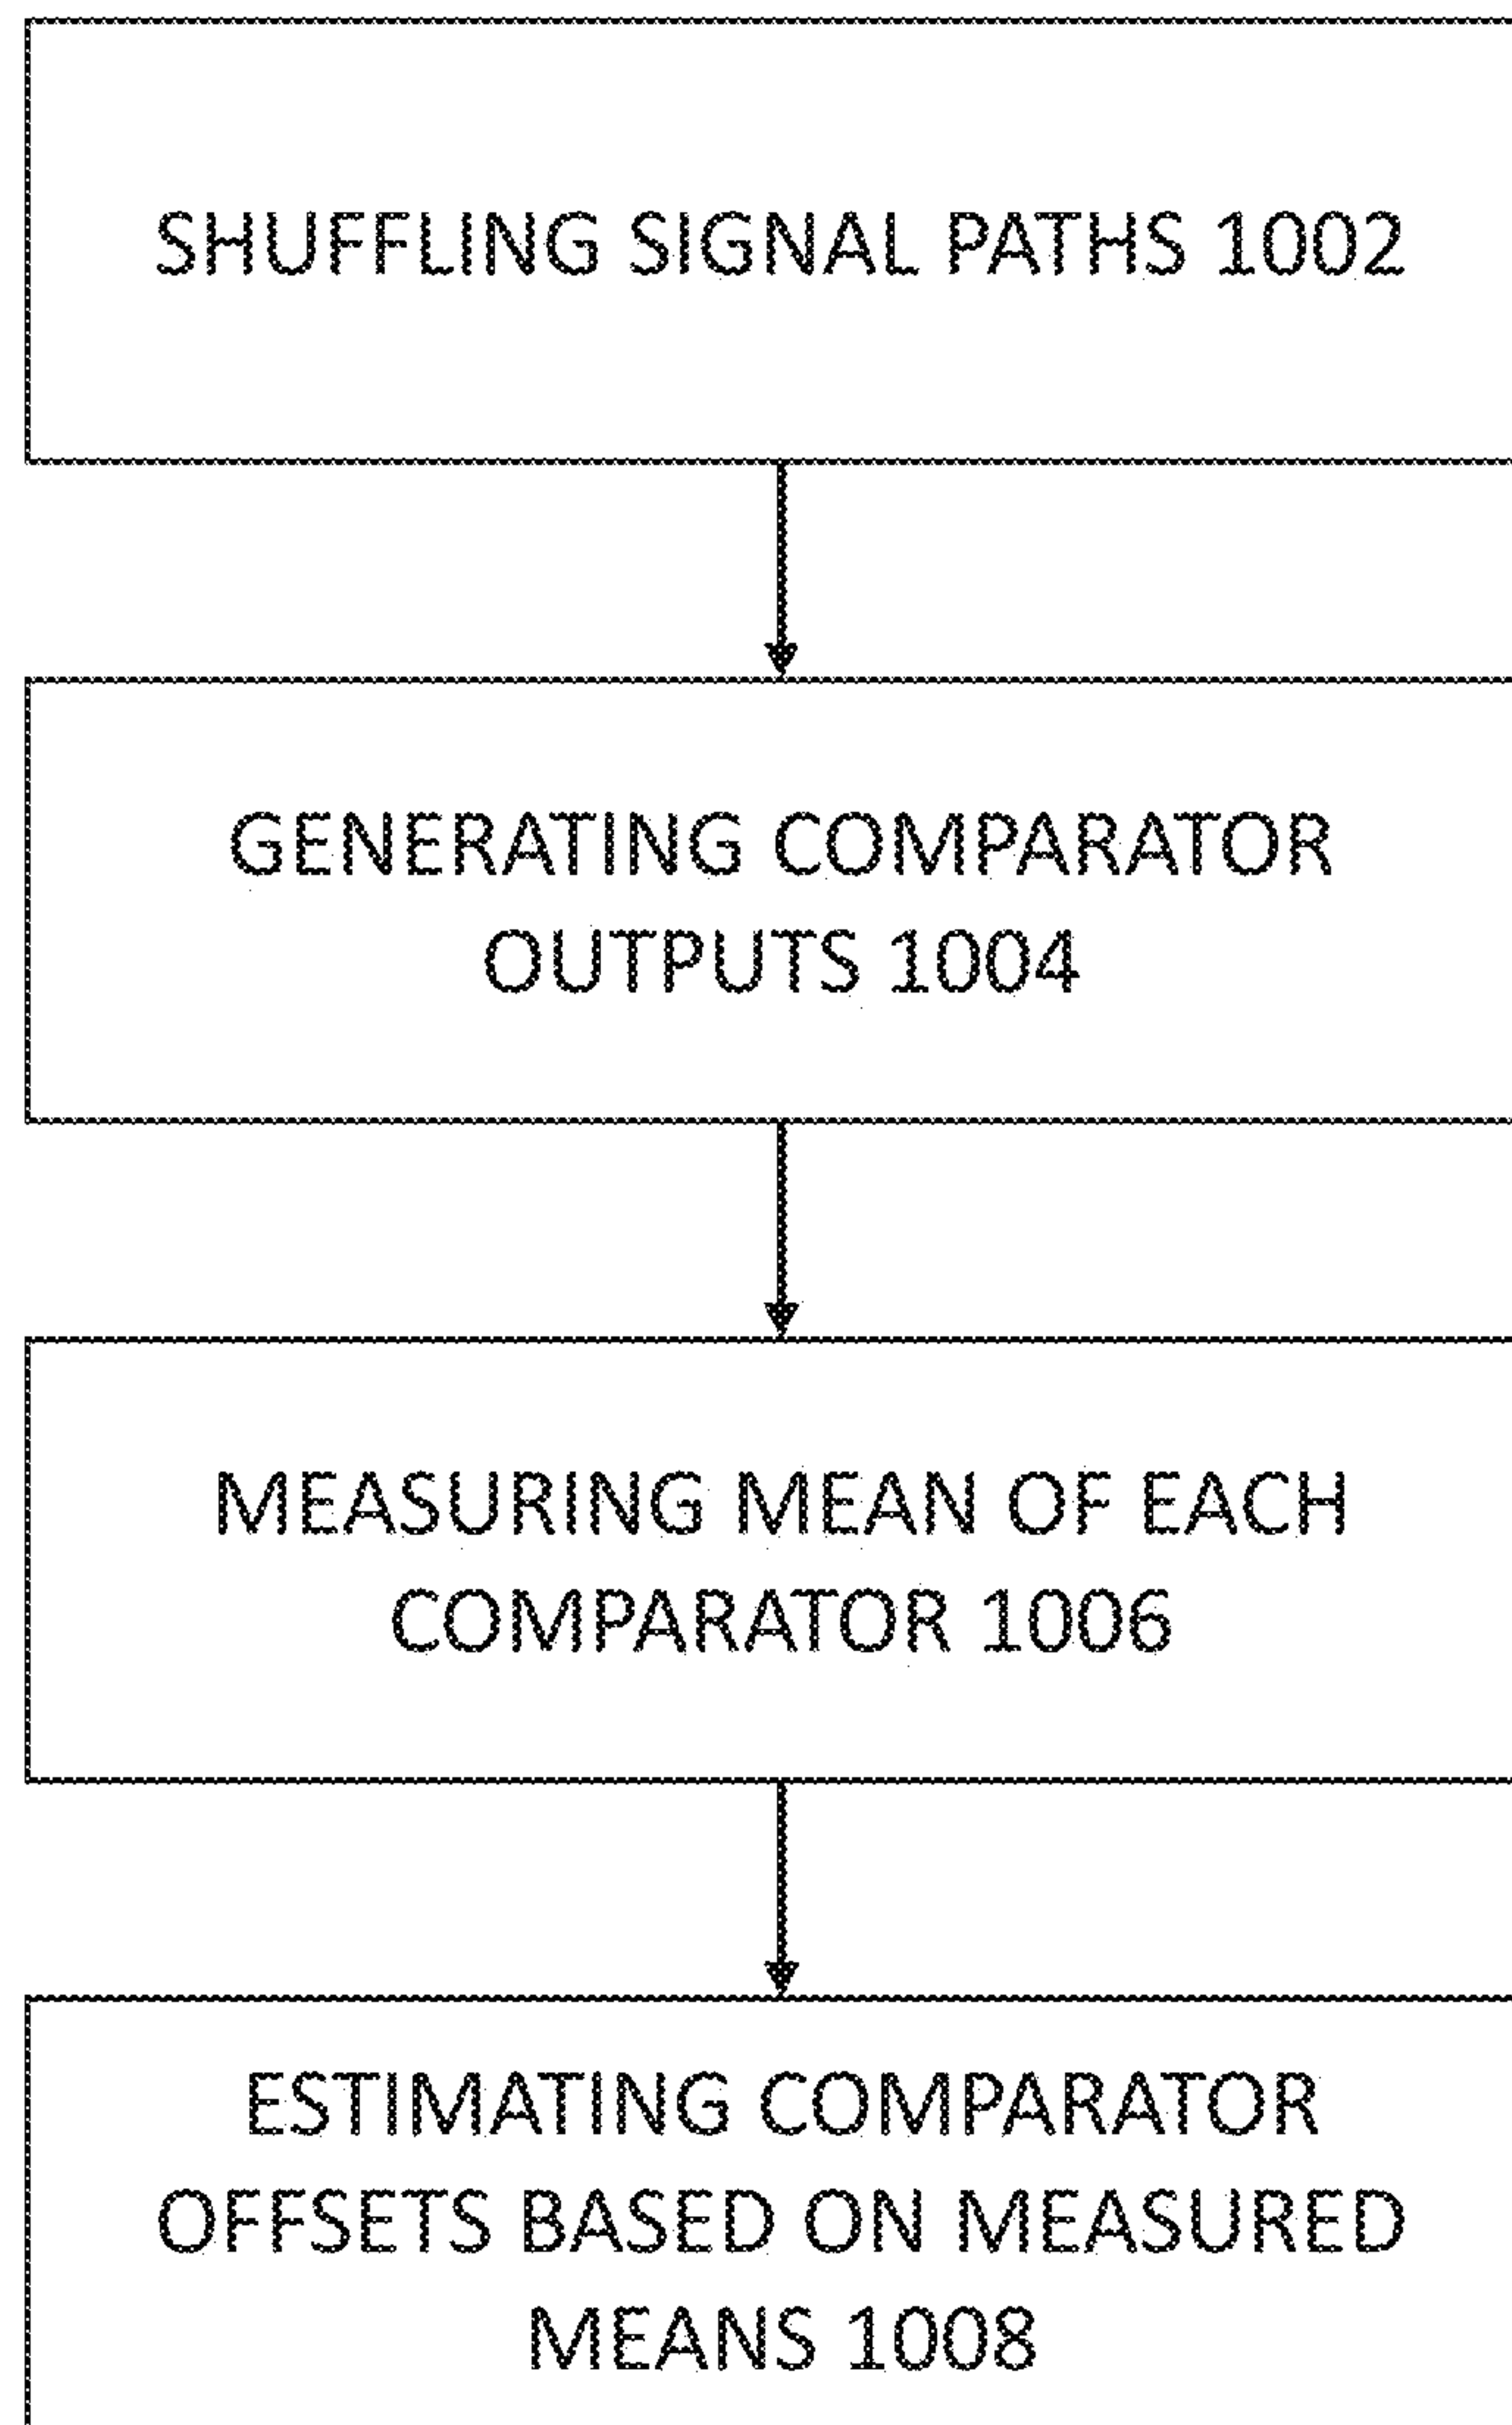 SHUFFLING SIGNAL PATHS 1002
GENERATING COMPARATOR
OUTPUTS 1004
MEASURING MEAN OF EACH
COMPARATOR 1006
ESTIMATING COMPARATOR
OFFSETS BASED ON MEASURED
MEANS 1008